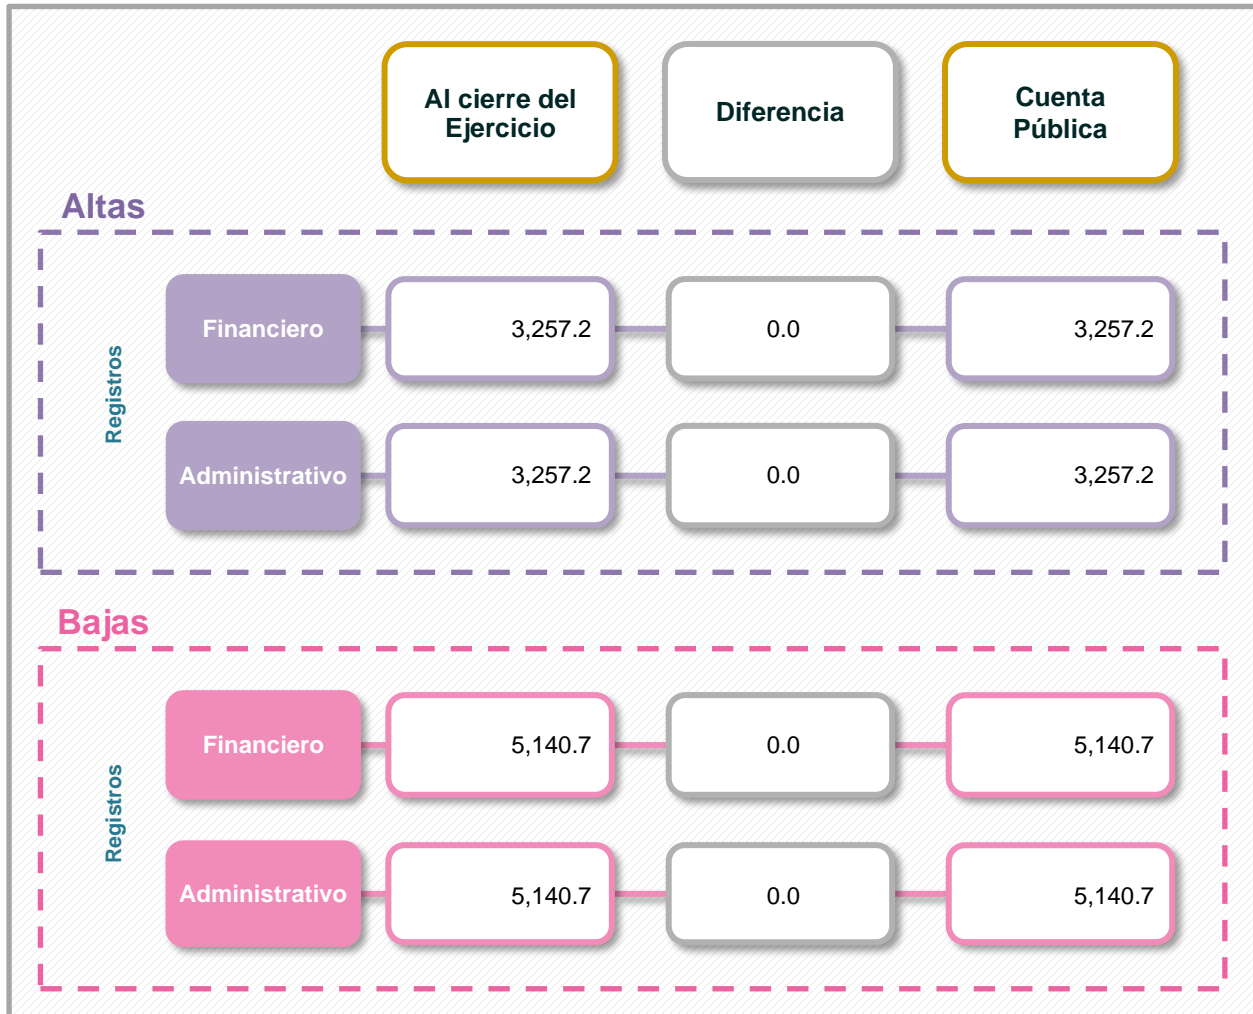 Al cierre del
Ejercicio
Diferencia
Cuenta
Pública
Altas
Registros
Financiero
3,257.2
0.0
3,257.2
Administrativo
3,257.2
0.0
3,257.2
Bajas
Registros
Financiero
5,140.7
0.0
5,140.7
Administrativo
5,140.7
0.0
5,140.7